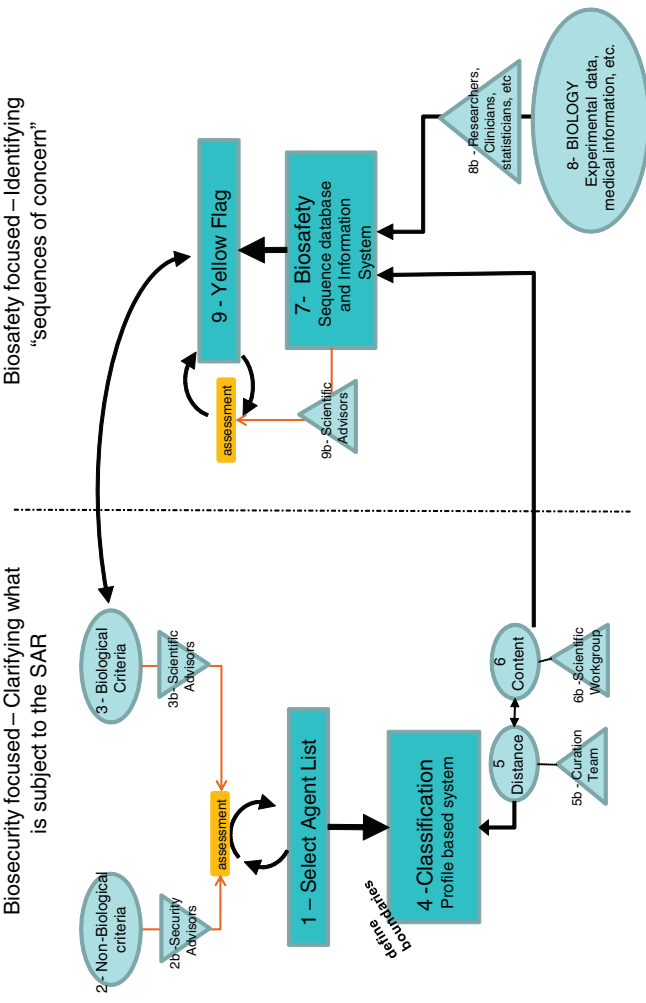 Biosecurity focused – Clarifying what
is subject to the SAR
Biosafety focused – Identifying
“sequences of concern”
2 - Non-Biological
criteria
2b -Security
Advisors
3 - Biological
Criteria
3b - Scientific
Advisors
assessment
1 – Select Agent List
define
boundaries
4 -Classification
Profile based system
5
Distance
5b - Curation
Team
6
Content
6b -Scientific
Workgroup
9 - Yellow Flag
assessment
9b- Scientific
Advisors
7- Biosafety
Sequence database
and Information
System
8b - Researchers,
Clinicians,
statisticians, etc
8- BIOLOGY
Experimental data,
medical information, etc.